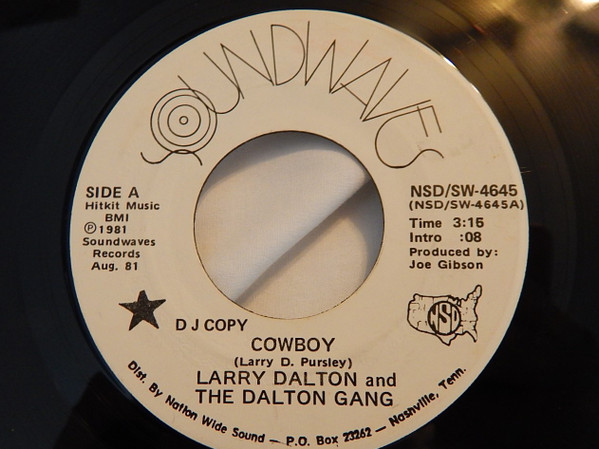 SOUNDWAVES
SIDE A
Hitkit Music
BMI
Ⓟ1981
Soundwaves
Records
Aug. 81
NSD/SW-4645
(NSD/SW-4645A)
Time 3:15
Intro :08
Produced by:
Joe Gibson
NSD
D J COPY
COWBOY
(Larry D. Pursley)
LARRY DALTON and
THE DALTON GANG
Dist. By Nation Wide Sound - P.O. Box 23262 - Nashville, Tenn.